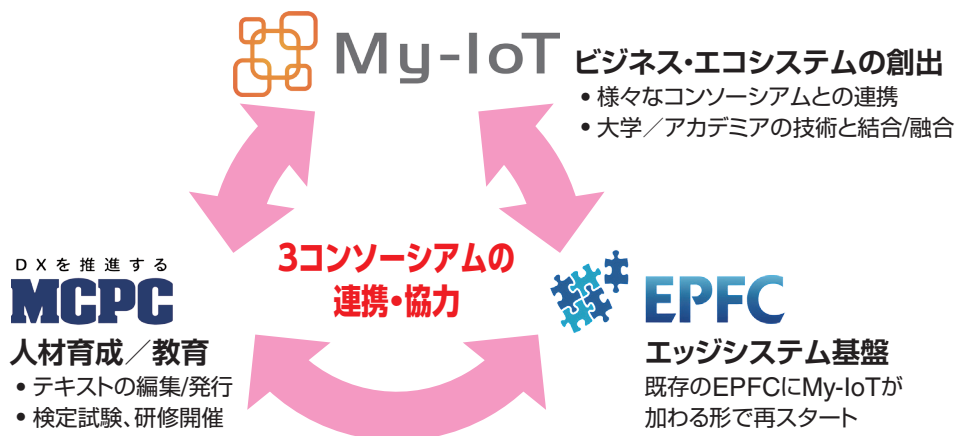 My-IoT
ビジネス・エコシステムの創出
• 様々なコンソーシアムとの連携
• 大学／アカデミアの技術と結合/融合
3コンソーシアムの
連携・協力
DXを推進する
MCPC
人材育成／教育
• テキストの編集/発行
• 検定試験、研修開催
EPFC
エッジシステム基盤
既存のEPFCにMy-IoTが
加わる形で再スタート